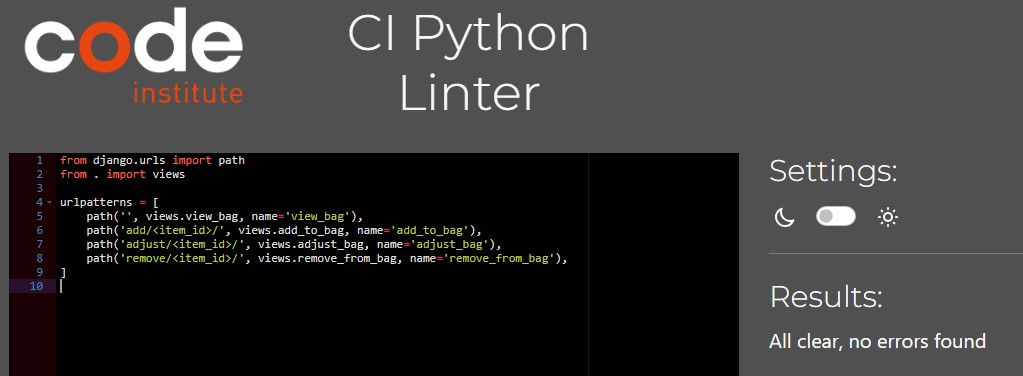 code
institute
CI Python
Linter
1 from django.urls import path
2 from . import views
3
4 urlpatterns = [
5     path('', views.view_bag, name='view_bag'),
6     path('add/<item_id>/', views.add_to_bag, name='add_to_bag'),
7     path('adjust/<item_id>/', views.adjust_bag, name='adjust_bag'),
8     path('remove/<item_id>/', views.remove_from_bag, name='remove_from_bag'),
9 ]
10
Settings:
Results:
All clear, no errors found